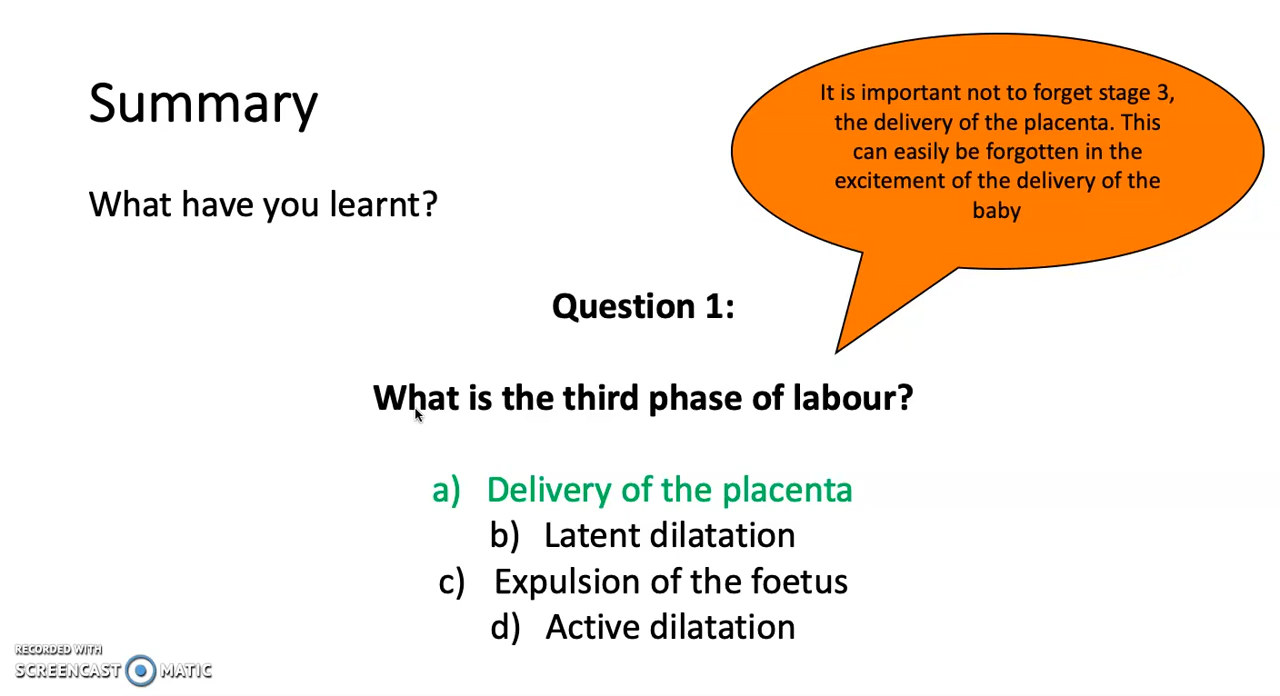 Summary
What have you learnt?
It is important not to forget stage 3,
the delivery of the placenta. This
can easily be forgotten in the
excitement of the delivery of the
baby
Question 1:
What is the third phase of labour?
a) Delivery of the placenta
b) Latent dilatation
c) Expulsion of the foetus
d) Active dilatation
RECORDED WITH
SCREENCAST MATIC